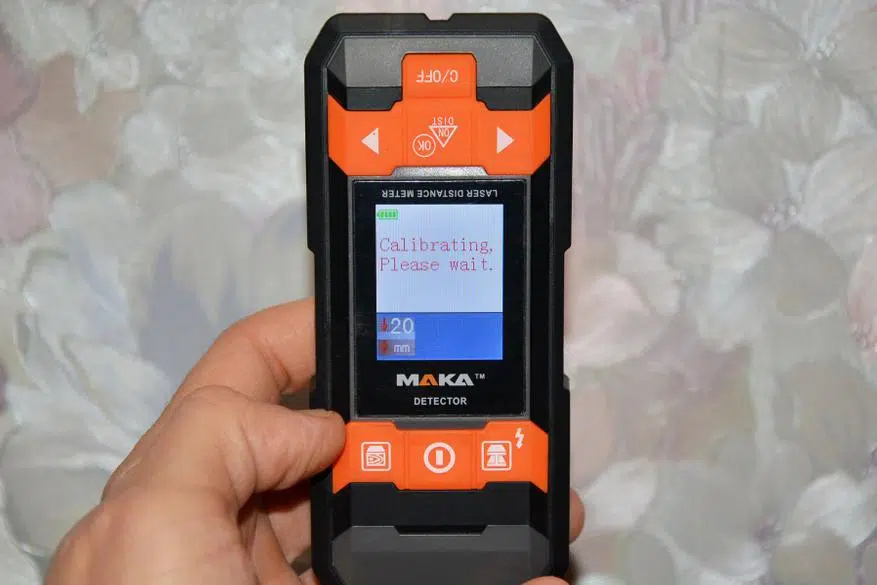 C/OFF
ON
DIST
OK
LASER DISTANCE METER
Calibrating,
Please wait.
20
mm
MAKA™
DETECTOR